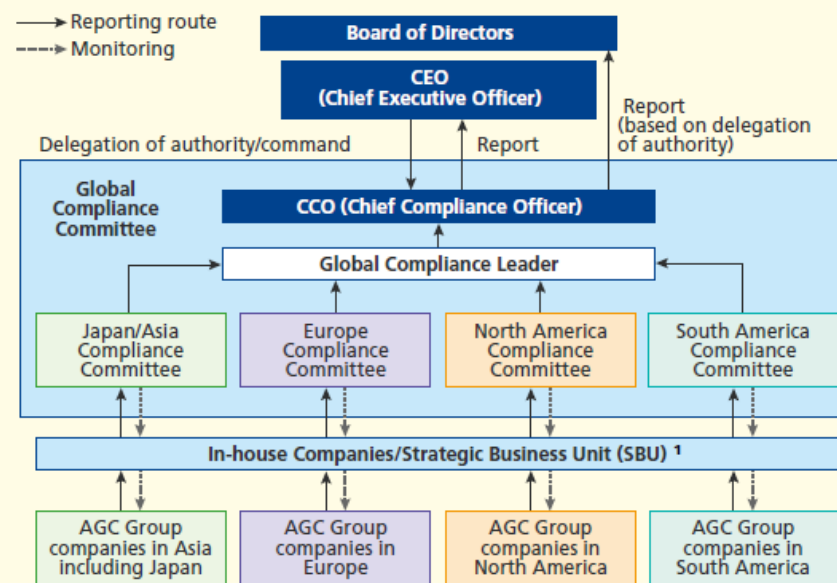 Reporting route
Monitoring
Board of Directors
CEO
(Chief Executive Officer)
Report
(based on delegation
of authority)
Delegation of authority/command
Report
Global
Compliance
Committee
CCO (Chief Compliance Officer)
Global Compliance Leader
Japan/Asia
Compliance
Committee
Europe
Compliance
Committee
North America
Compliance
Committee
South America
Compliance
Committee
In-house Companies/Strategic Business Unit (SBU) ¹
AGC Group
companies in Asia
including Japan
AGC Group
companies in
Europe
AGC Group
companies in
North America
AGC Group
companies in
South America